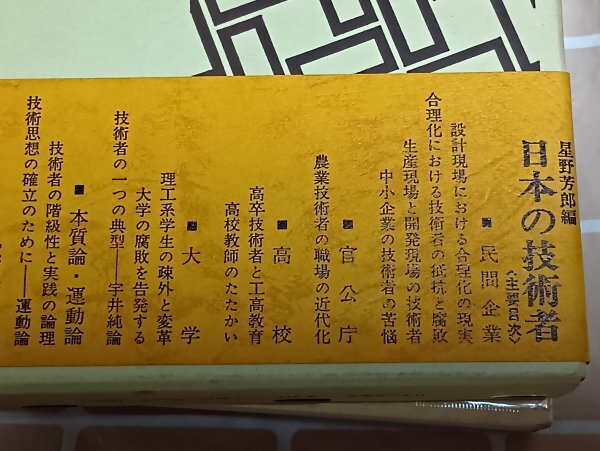 星野芳郎編
日本の技術者
〈主要目次〉
■民間企業
設計現場における合理化の現実
合理化における技術者の抵抗と腐敗
生産現場と開発現場の技術者
中小企業の技術者の苦悩
■官公庁
農業技術者の職場の近代化
■高校
高卒技術者と工高教育
高校教師のたたかい
■大学
理工系学生の疎外と変革
大学の腐敗を告発する
技術者の一つの典型——宇井純論
■本質論・運動論
技術者の階級性と実践の論理
技術思想の確立のために——運動論